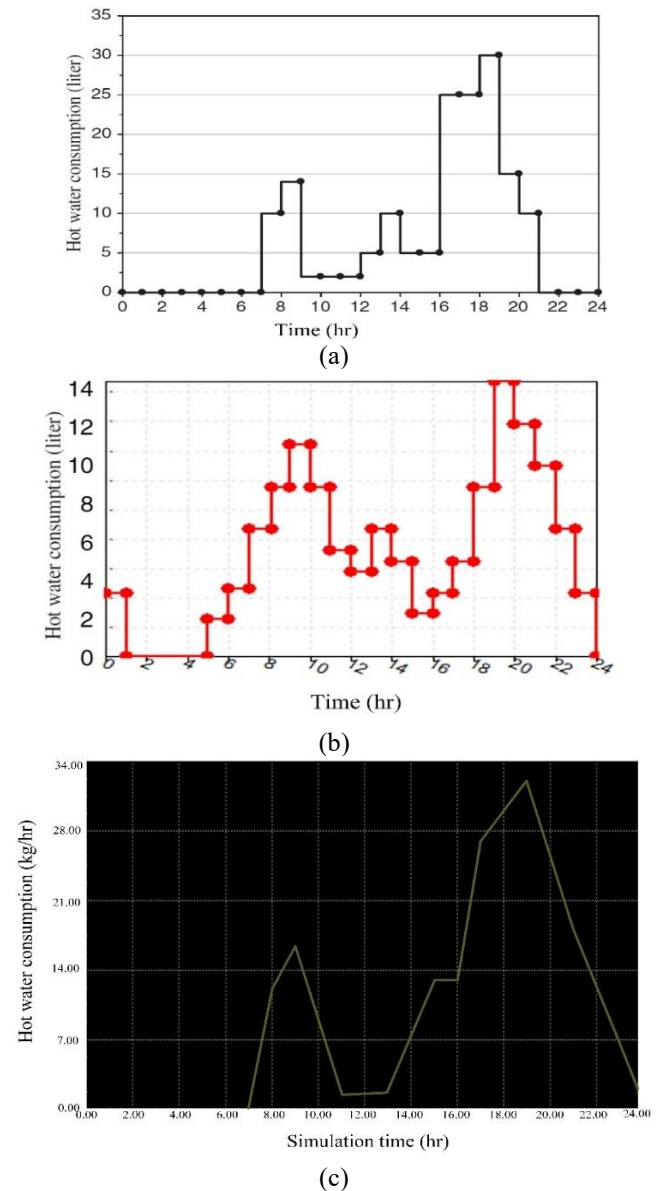 Hot water consumption (liter)
35
30
25
20
15
10
5
0
0 2 4 6 8 10 12 14 16 18 20 22 24
Time (hr)
(a)
Hot water consumption (liter)
14
12
10
8
6
4
2
0
0 2 4 6 8 10 12 14 16 18 20 22 24
Time (hr)
(b)
Hot water consumption (kg/hr)
34.00
28.00
21.00
14.00
7.00
0.00
0.00 2.00 4.00 6.00 8.00 10.00 12.00 14.00 16.00 18.00 20.00 22.00 24.00
Simulation time (hr)
(c)